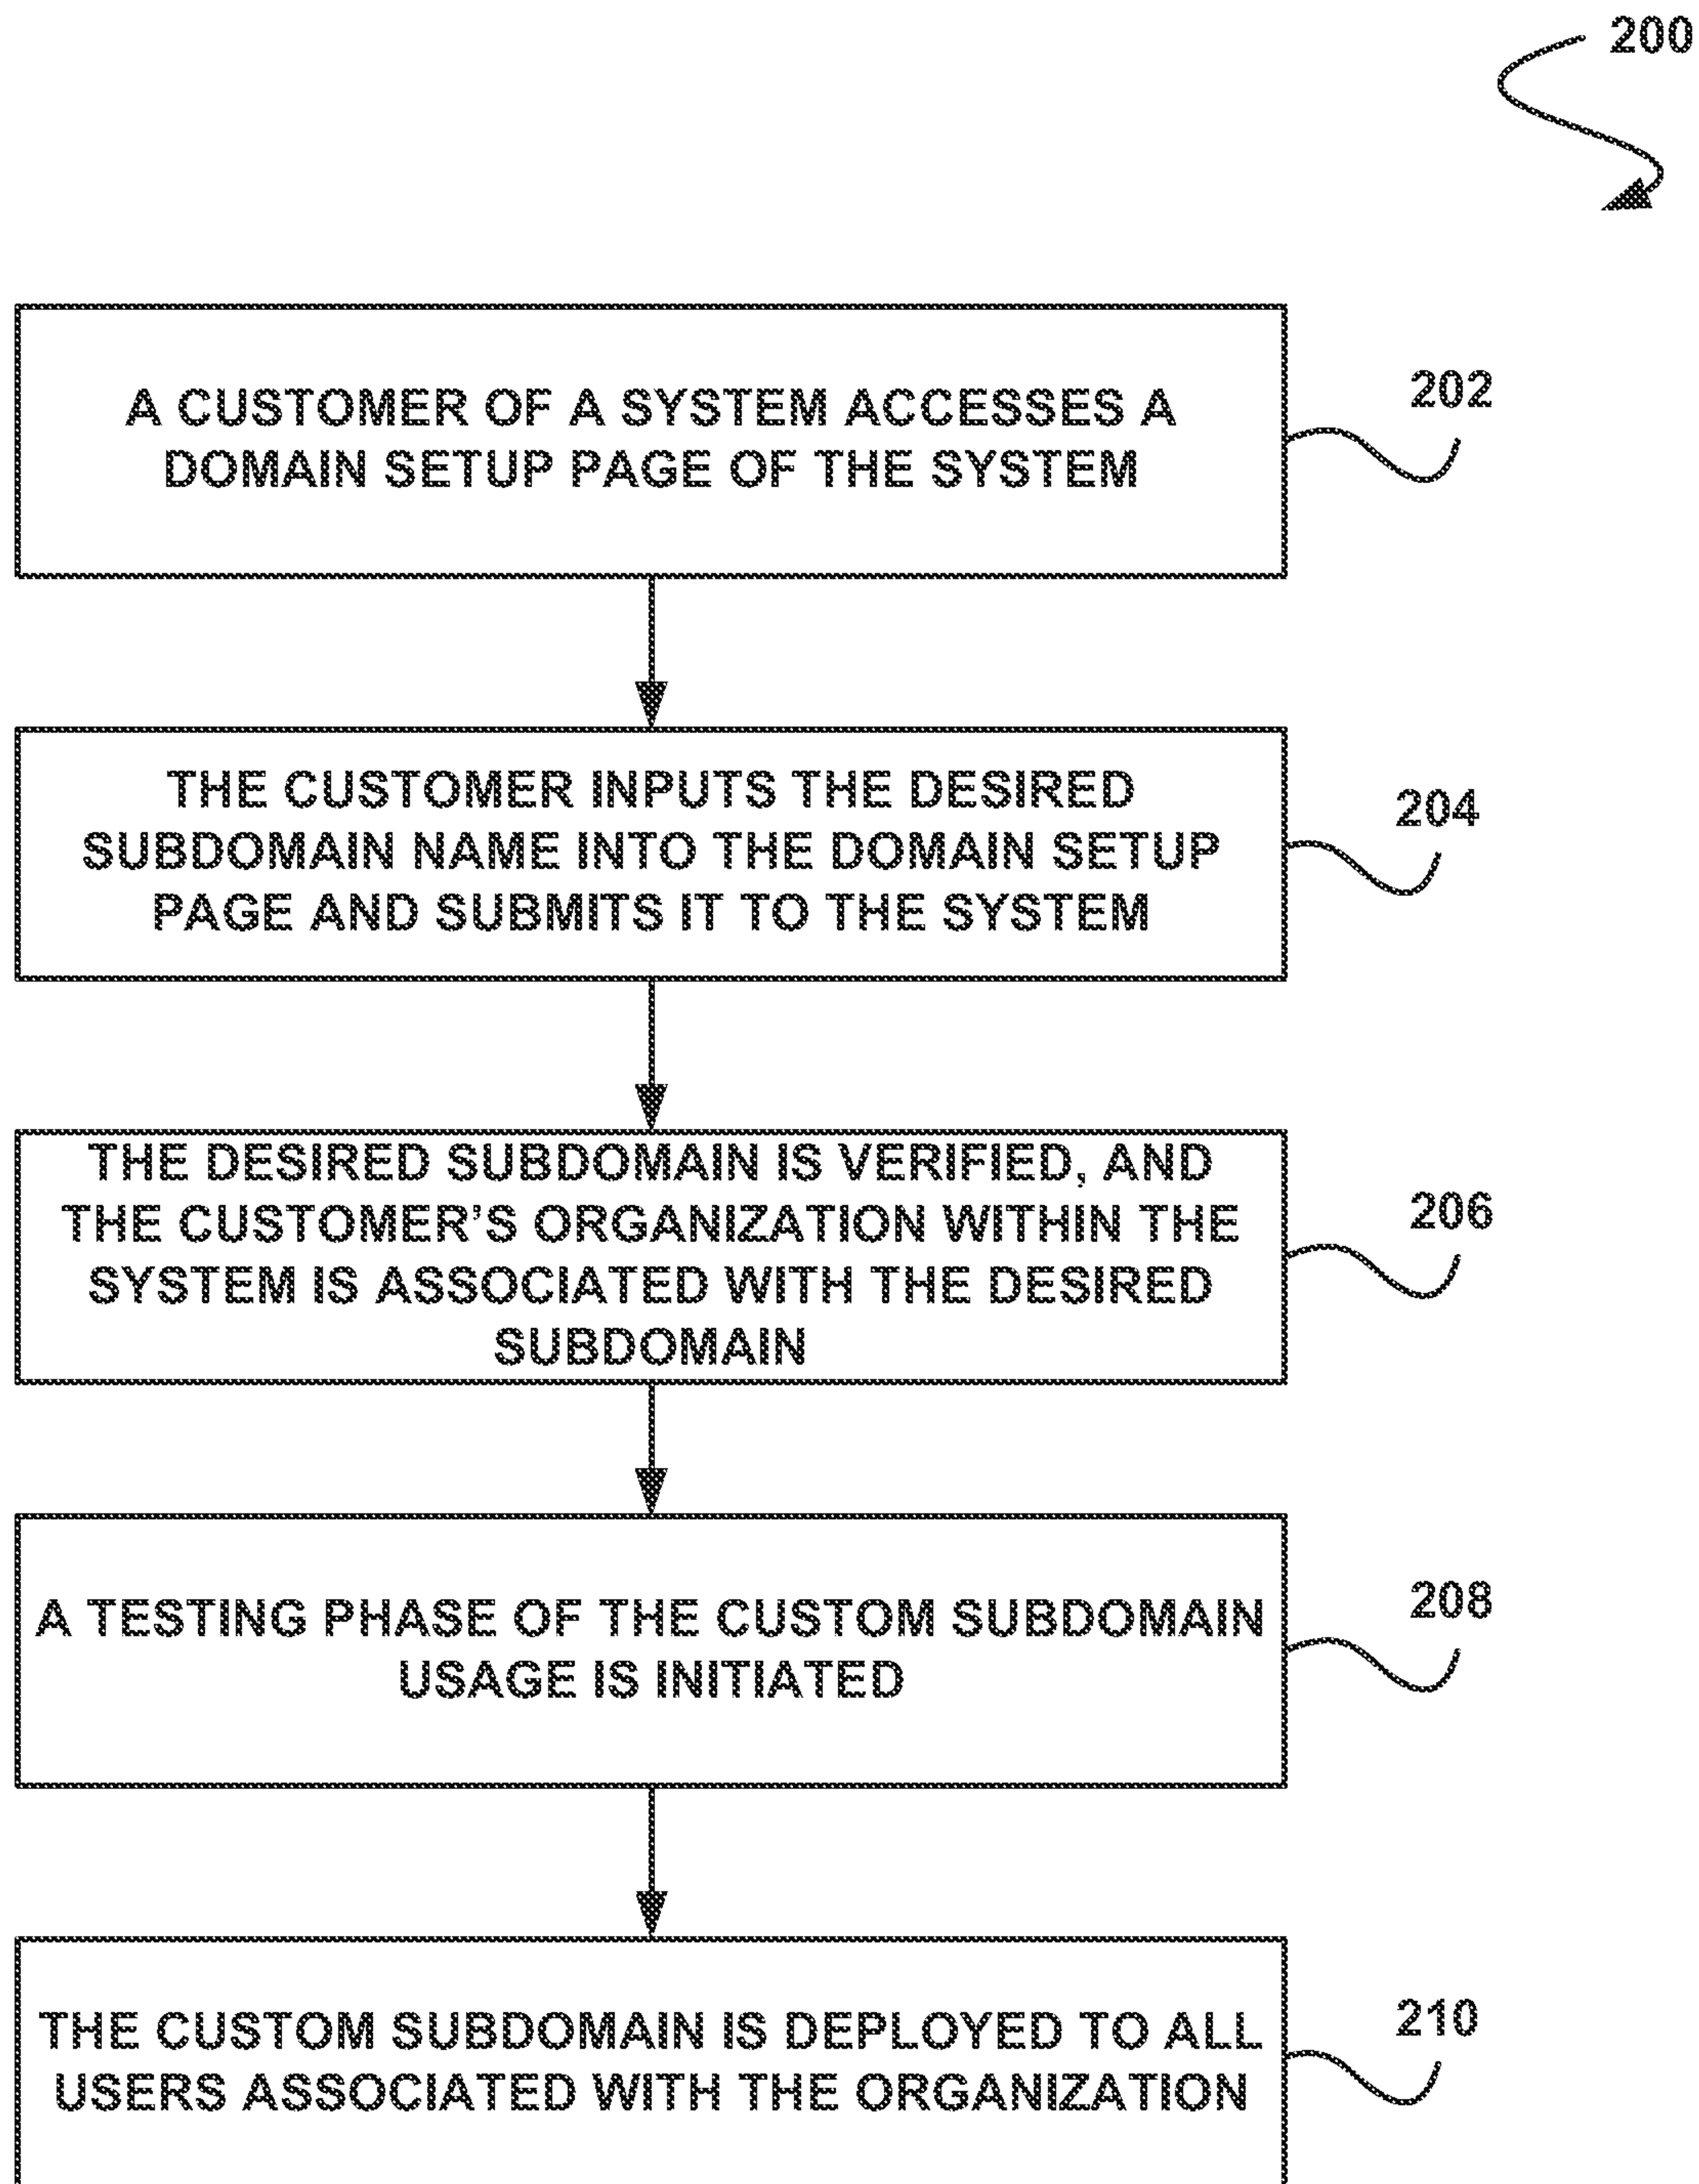 200
A CUSTOMER OF A SYSTEM ACCESSES A
DOMAIN SETUP PAGE OF THE SYSTEM
202
THE CUSTOMER INPUTS THE DESIRED
SUBDOMAIN NAME INTO THE DOMAIN SETUP
PAGE AND SUBMITS IT TO THE SYSTEM
204
THE DESIRED SUBDOMAIN IS VERIFIED, AND
THE CUSTOMER’S ORGANIZATION WITHIN THE
SYSTEM IS ASSOCIATED WITH THE DESIRED
SUBDOMAIN
206
A TESTING PHASE OF THE CUSTOM SUBDOMAIN
USAGE IS INITIATED
208
THE CUSTOM SUBDOMAIN IS DEPLOYED TO ALL
USERS ASSOCIATED WITH THE ORGANIZATION
210